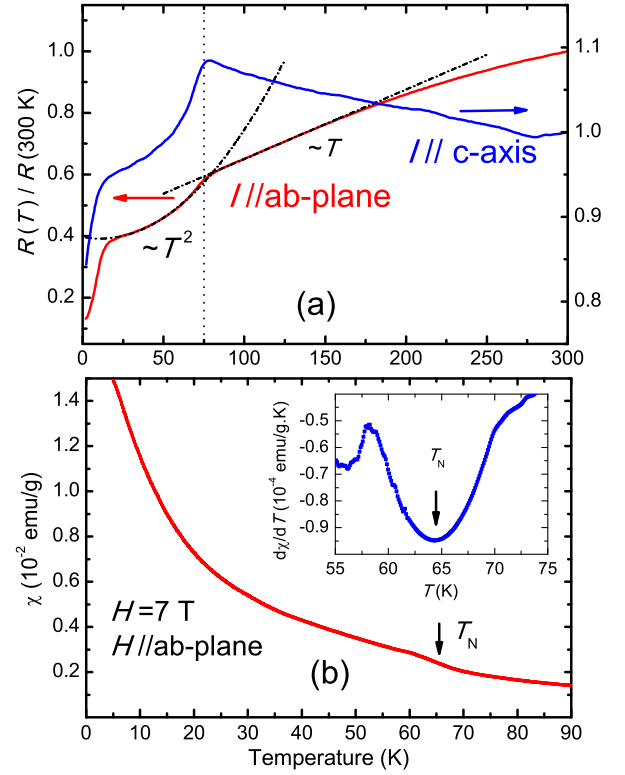 1.0
0.8
0.6
0.4
0.2
R(T) / R(300 K)
1.1
1.0
0.9
0.8
~T
I // c-axis
I //ab-plane
~T²
(a)
0 50 100 150 200 250 300
1.4
1.2
1.0
0.8
0.6
0.4
0.2
χ (10⁻² emu/g)
-0.5
-0.6
-0.7
-0.8
-0.9
dχ/dT (10⁻⁴ emu/g.K)
T_N
55 60 65 70 75
T (K)
H =7 T
H //ab-plane
T_N
(b)
0 10 20 30 40 50 60 70 80 90
Temperature (K)